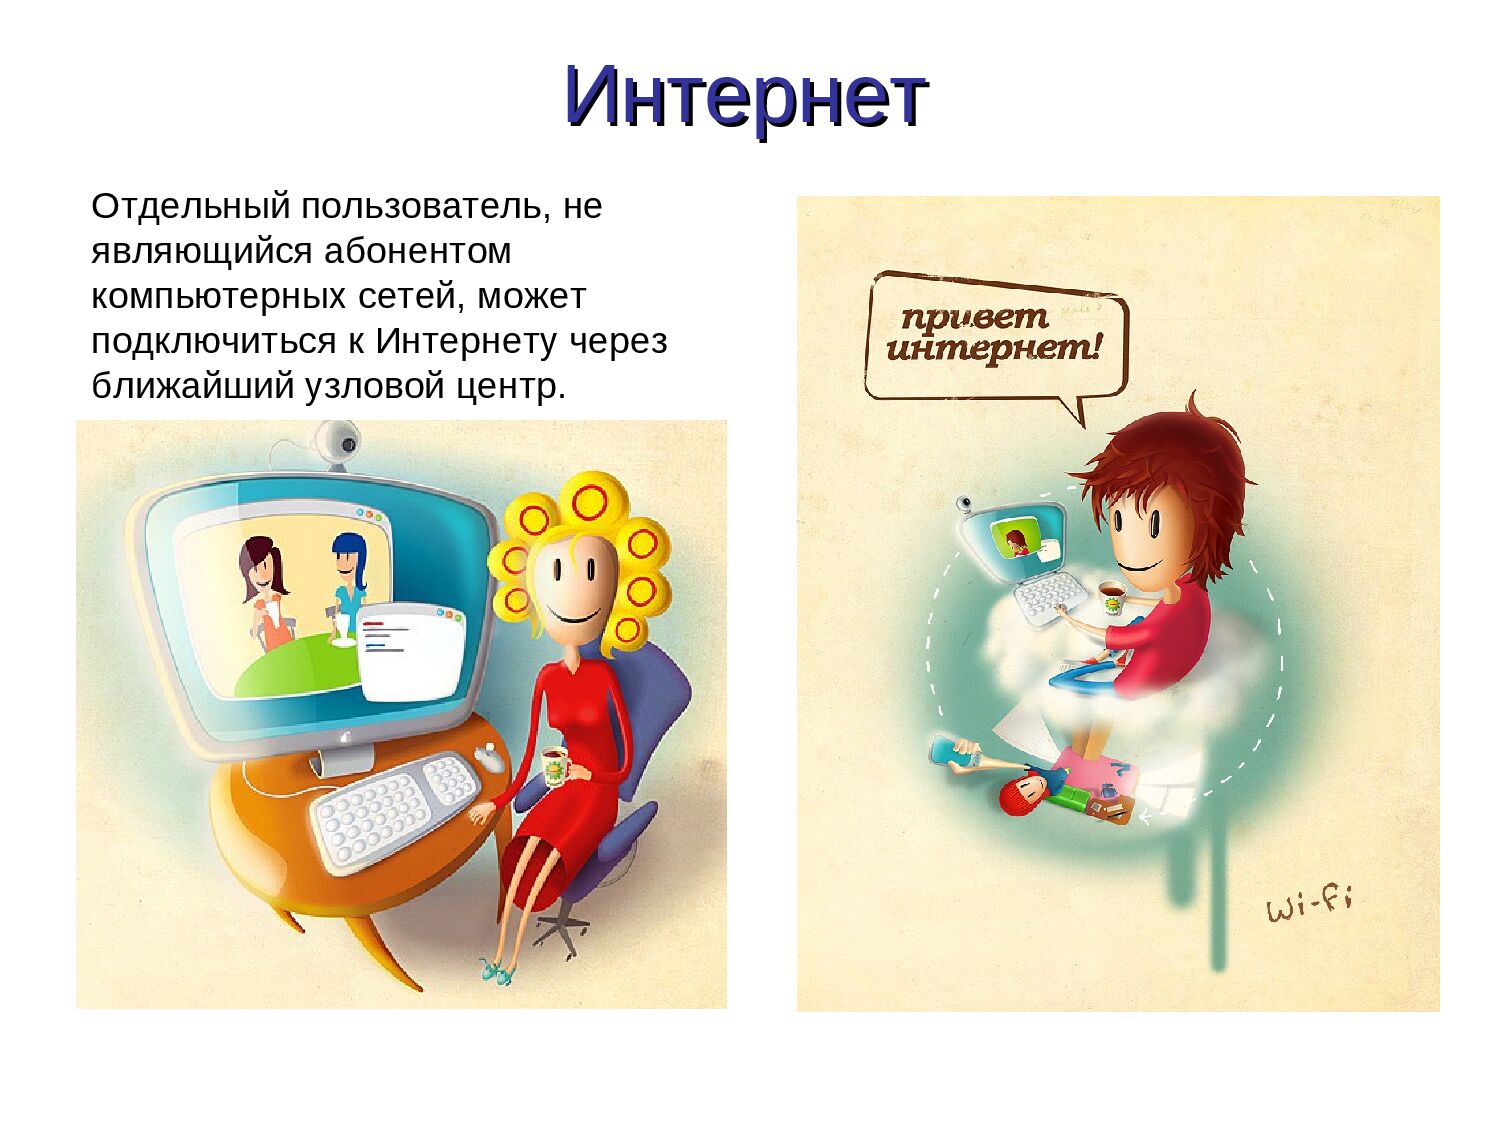 Интернет
Отдельный пользователь, не
являющийся абонентом
компьютерных сетей, может
подключиться к Интернету через
ближайший узловой центр.
привет
интернет!
Wi-Fi